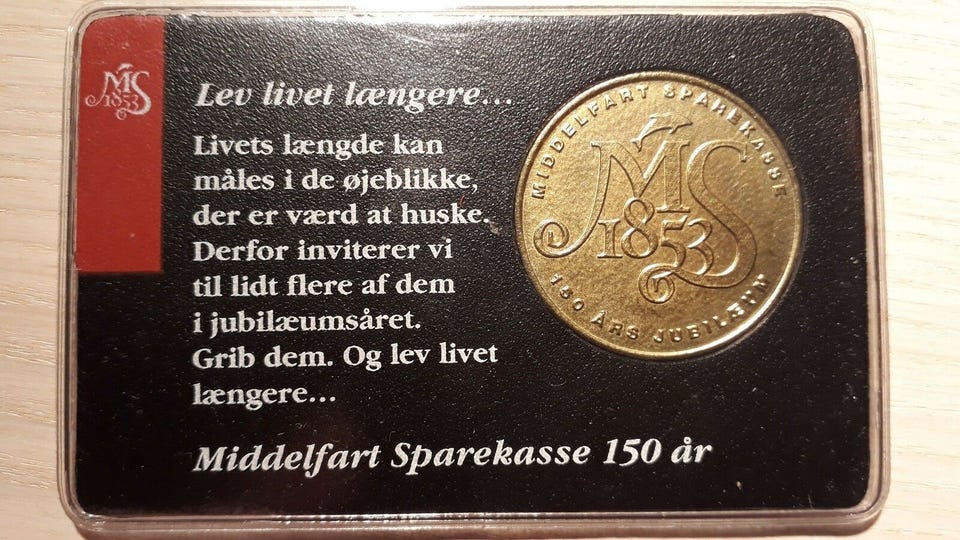 MS
1853
Lev livet længere...
Livets længde kan
måles i de øjeblikke,
der er værd at huske.
Derfor inviterer vi
til lidt flere af dem
i jubilæumsåret.
Grib dem. Og lev livet
længere...
Middelfart Sparekasse 150 år
MIDDELFART SPAREKASSE
MS
1853
150 ÅRS JUBILÆUM